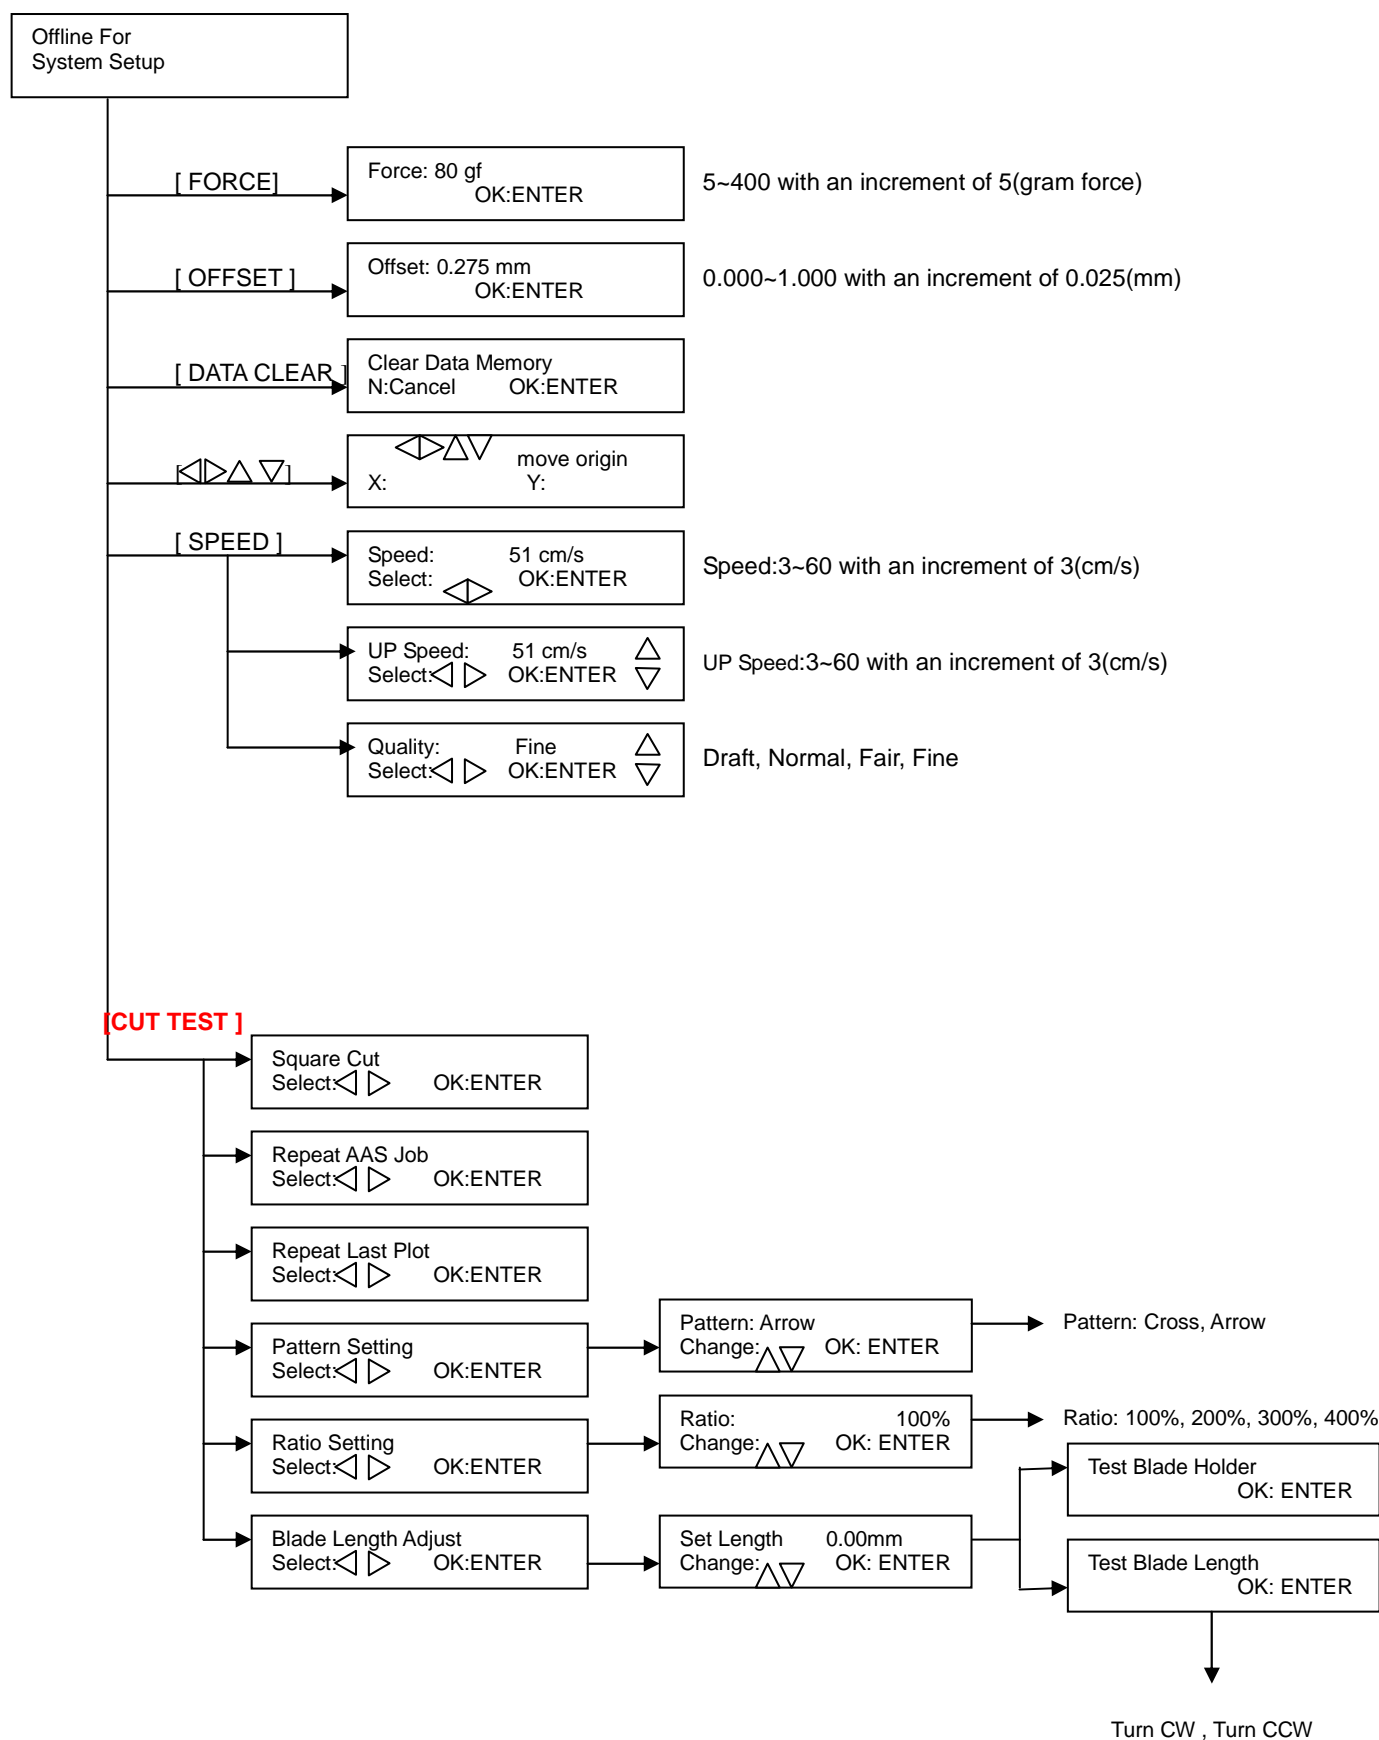 Offline For
System Setup
[ FORCE]
Force: 80 gf
OK:ENTER
5~400 with an increment of 5(gram force)
[ OFFSET ]
Offset: 0.275 mm
OK:ENTER
0.000~1.000 with an increment of 0.025(mm)
[ DATA CLEAR ]
Clear Data Memory
N:Cancel OK:ENTER
[◁▷△ ▽]
◁▷△▽ move origin
X: Y:
[ SPEED ]
Speed: 51 cm/s
Select: ◁▷ OK:ENTER
Speed:3~60 with an increment of 3(cm/s)
UP Speed: 51 cm/s △
Select:◁ ▷ OK:ENTER ▽
UP Speed:3~60 with an increment of 3(cm/s)
Quality: Fine △
Select:◁ ▷ OK:ENTER ▽
Draft, Normal, Fair, Fine
[CUT TEST ]
Square Cut
Select:◁ ▷ OK:ENTER
Repeat AAS Job
Select:◁ ▷ OK:ENTER
Repeat Last Plot
Select:◁ ▷ OK:ENTER
Pattern Setting
Select:◁ ▷ OK:ENTER
Pattern: Arrow
Change:△▽ OK: ENTER
Pattern: Cross, Arrow
Ratio Setting
Select:◁ ▷ OK:ENTER
Ratio: 100%
Change:△▽ OK: ENTER
Ratio: 100%, 200%, 300%, 400%
Blade Length Adjust
Select:◁ ▷ OK:ENTER
Set Length 0.00mm
Change:△▽ OK: ENTER
Test Blade Holder
OK: ENTER
Test Blade Length
OK: ENTER
Turn CW , Turn CCW